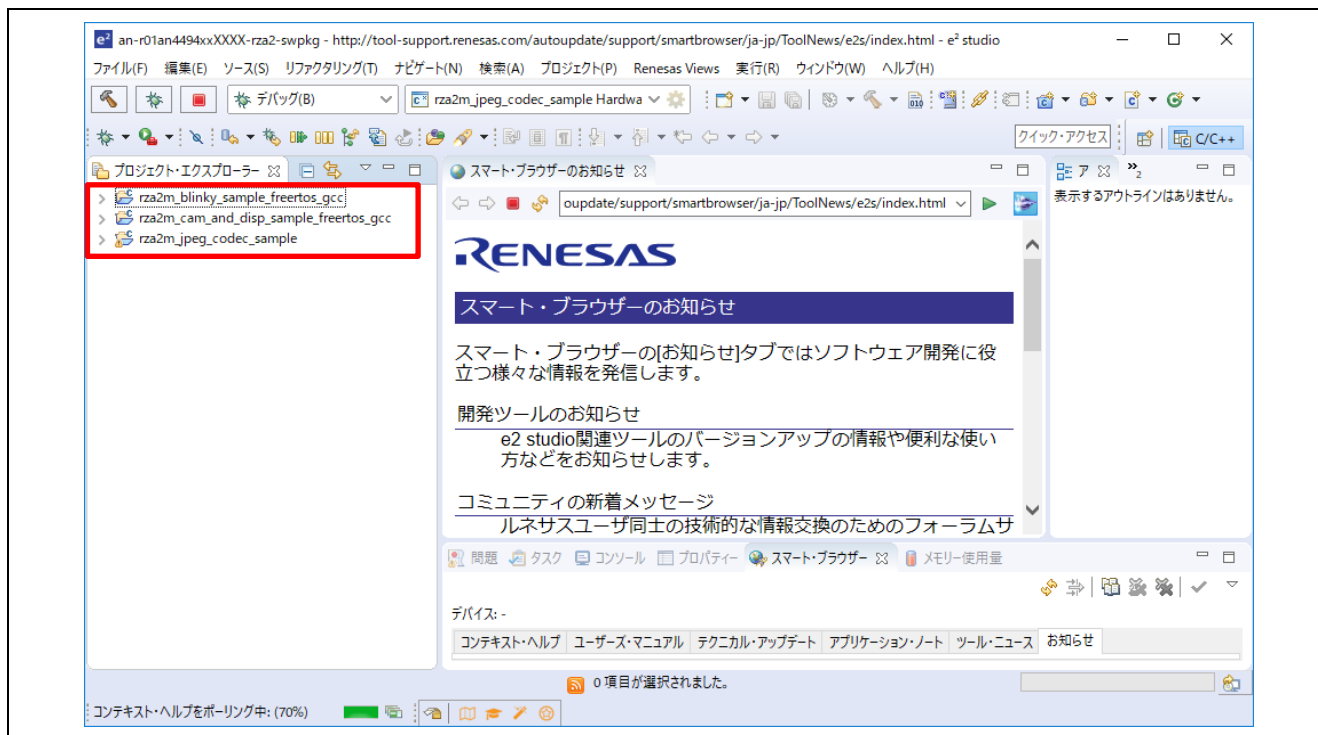 an-r01an4494xxXXXX-rza2-swpkg - http://tool-support.renesas.com/autoupdate/support/smartbrowser/ja-jp/ToolNews/e2s/index.html - e² studio
ファイル(F) 編集(E) ソース(S) リファクタリング(T) ナビゲート(N) 検索(A) プロジェクト(P) Renesas Views 実行(R) ウィンドウ(W) ヘルプ(H)
デバッグ(B) rza2m_jpeg_codec_sample Hardwa
クイック・アクセス C/C++
プロジェクト・エクスプローラー
rza2m_blinky_sample_freertos_gcc
rza2m_cam_and_disp_sample_freertos_gcc
rza2m_jpeg_codec_sample
スマート・ブラウザーのお知らせ
oupdate/support/smartbrowser/ja-jp/ToolNews/e2s/index.html
RENESAS
スマート・ブラウザーのお知らせ
スマート・ブラウザーの[お知らせ]タブではソフトウェア開発に役
立つ様々な情報を発信します。
開発ツールのお知らせ
e2 studio関連ツールのバージョンアップの情報や便利な使い
方などをお知らせします。
コミュニティの新着メッセージ
ルネサスユーザ同士の技術的な情報交換のためのフォーラムサ
ア 2
表示するアウトラインはありません。
問題 タスク コンソール プロパティー スマート・ブラウザー メモリー使用量
デバイス: -
コンテキスト・ヘルプ ユーザーズ・マニュアル テクニカル・アップデート アプリケーション・ノート ツール・ニュース お知らせ
0 項目が選択されました。
コンテキスト・ヘルプをポーリング中: (70%)